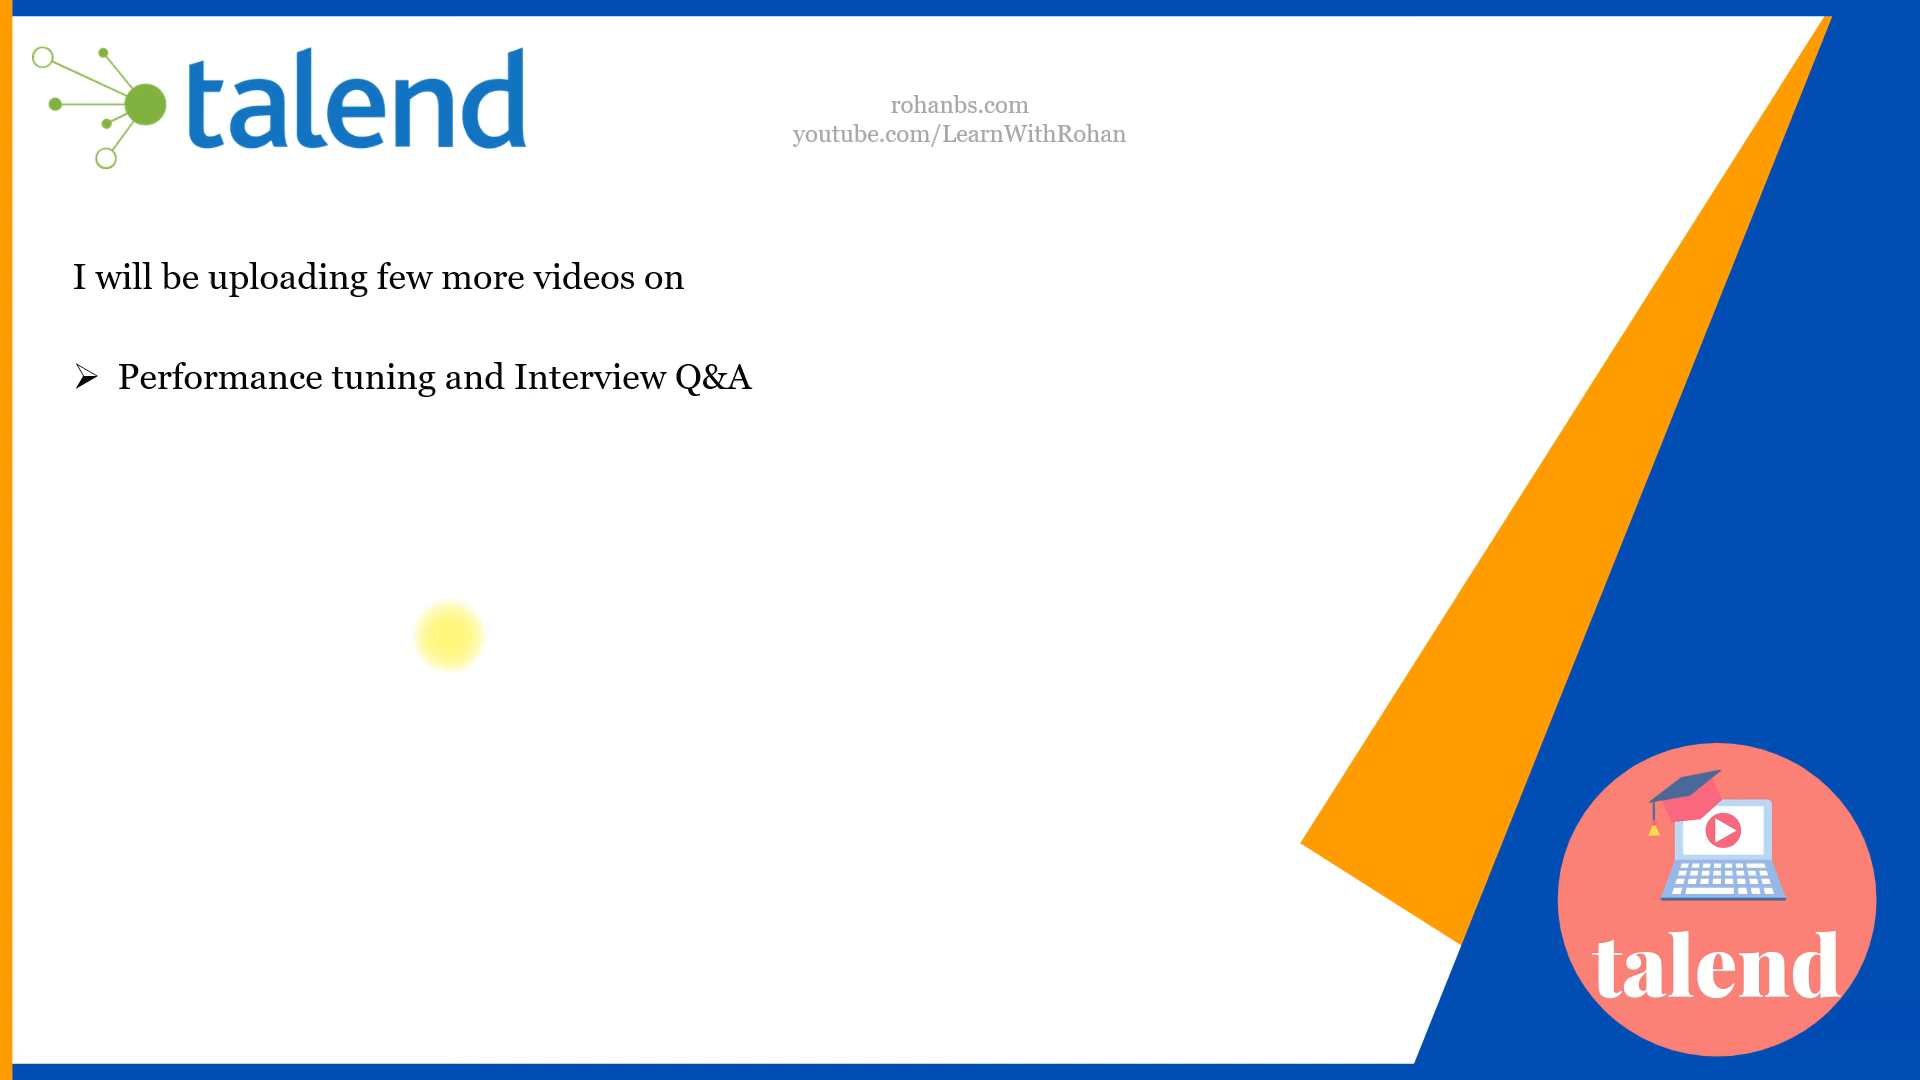 talend
rohanbs.com
youtube.com/LearnWithRohan
I will be uploading few more videos on
➢ Performance tuning and Interview Q&A
talend